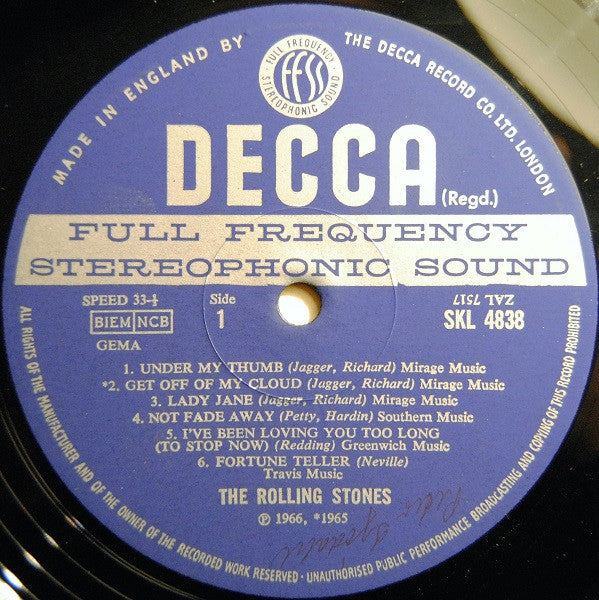 MADE IN ENGLAND BY
THE DECCA RECORD CO. LTD. LONDON
FULL FREQUENCY
FFSS
STEREOPHONIC SOUND
DECCA (Regd.)
FULL FREQUENCY
STEREOPHONIC SOUND
SPEED 33-⅓
BIEM NCB
GEMA
Side
1
ZAL 7517
SKL 4838
1. UNDER MY THUMB (Jagger, Richard) Mirage Music
*2. GET OFF OF MY CLOUD (Jagger, Richard) Mirage Music
3. LADY JANE (Jagger, Richard) Mirage Music
4. NOT FADE AWAY (Petty, Hardin) Southern Music
5. I'VE BEEN LOVING YOU TOO LONG
(TO STOP NOW) (Redding) Greenwich Music
6. FORTUNE TELLER (Neville)
Travis Music
THE ROLLING STONES
℗ 1966, *1965
ALL RIGHTS OF THE MANUFACTURER AND OF THE OWNER OF THE RECORDED WORK RESERVED · UNAUTHORISED PUBLIC PERFORMANCE BROADCASTING AND COPYING OF THIS RECORD PROHIBITED